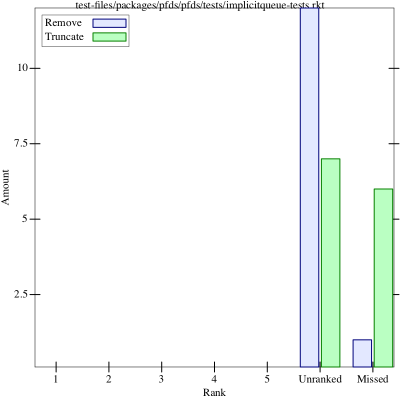 test-files/packages/pfds/pfds/tests/implicitqueue-tests.rkt
Remove
Truncate
10
7.5
5
2.5
Amount
1 2 3 4 5 Unranked Missed
Rank